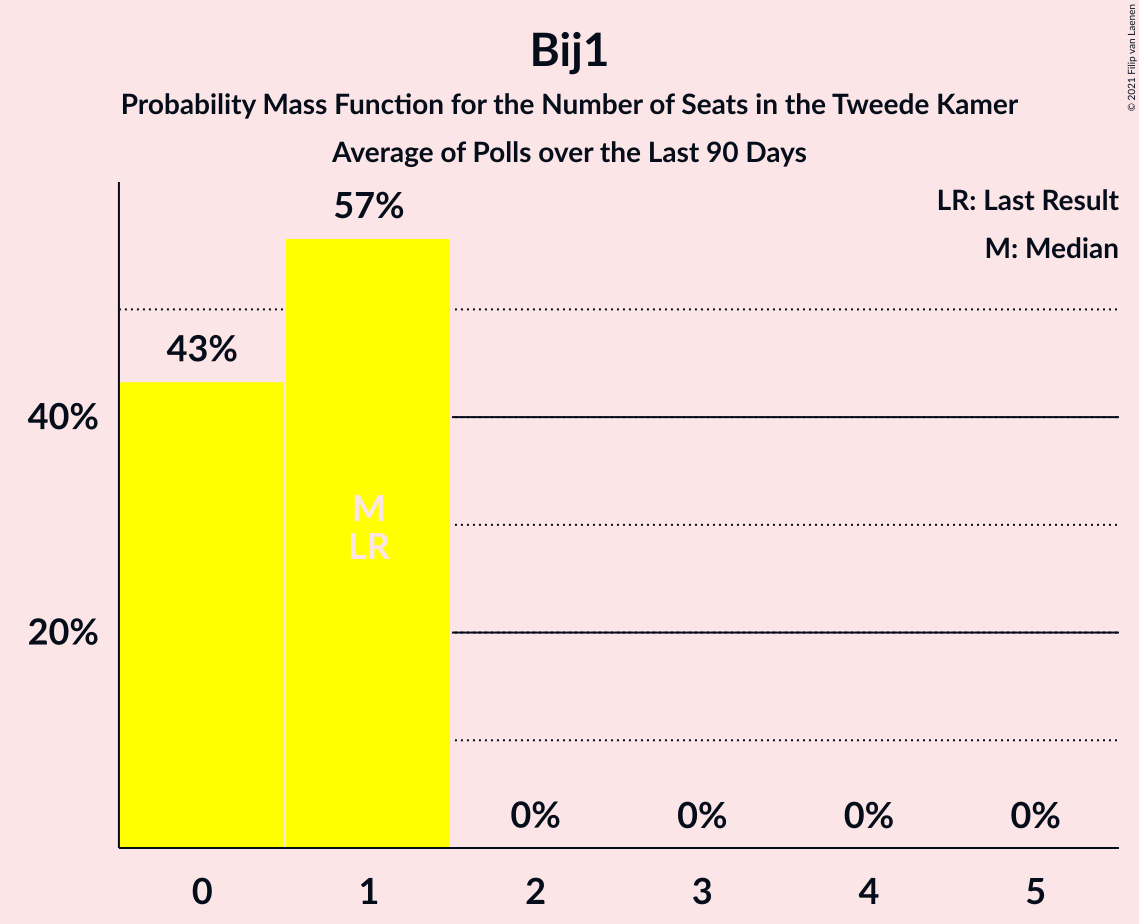 Bij1
Probability Mass Function for the Number of Seats in the Tweede Kamer
Average of Polls over the Last 90 Days
© 2021 Filip van Laenen
LR: Last Result
M: Median
57%
43%
40%
20%
M
LR
0%
0%
0%
0%
0
1
2
3
4
5